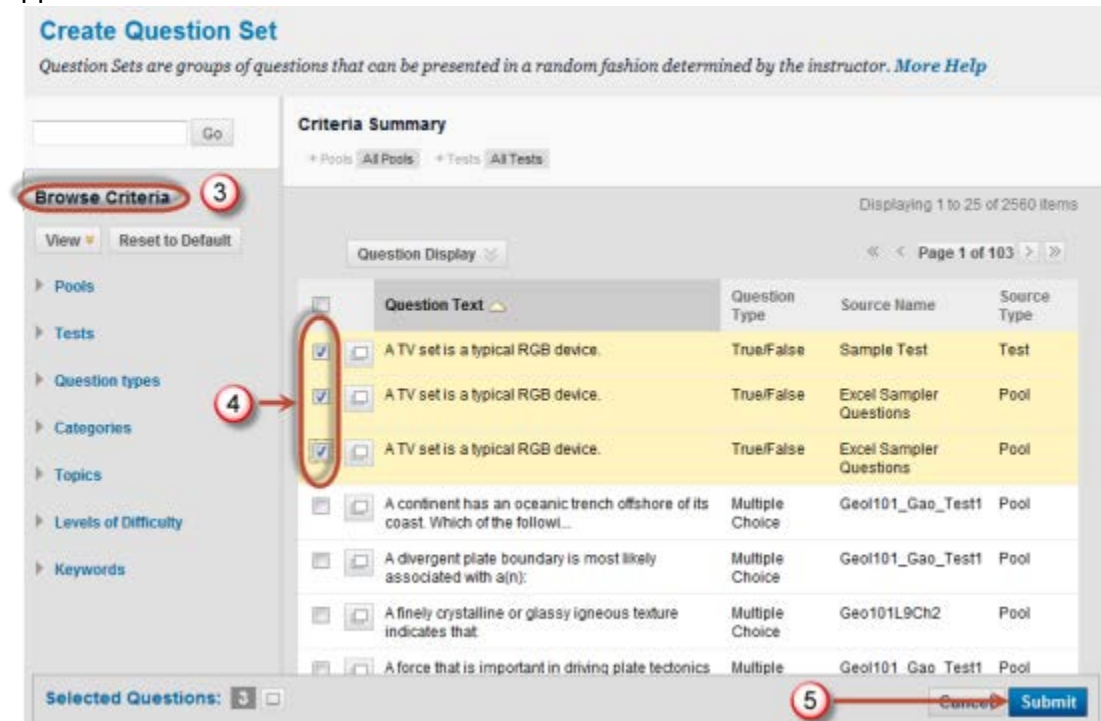 Create Question Set
Question Sets are groups of questions that can be presented in a random fashion determined by the instructor. More Help
Go
Criteria Summary
+ Pools All Pools + Tests All Tests
Browse Criteria 3
Displaying 1 to 25 of 2560 items
View Reset to Default
Question Display
Page 1 of 103
Pools
Tests
Question types
Categories
Topics
Levels of Difficulty
Keywords
4
Question Text Question Type Source Name Source Type
A TV set is a typical RGB device. True/False Sample Test Test
A TV set is a typical RGB device. True/False Excel Sampler Pool
Questions
A TV set is a typical RGB device. True/False Excel Sampler Pool
Questions
A continent has an oceanic trench offshore of its Multiple Geol101_Gao_Test1 Pool
coast. Which of the followi... Choice
A divergent plate boundary is most likely Multiple Geol101_Gao_Test1 Pool
associated with a(n): Choice
A finely crystalline or glassy igneous texture Multiple Geo101L9Ch2 Pool
indicates that Choice
A force that is important in driving plate tectonics Multiple Geol101_Gao_Test1 Pool
Selected Questions: 3
5
Cancel Submit